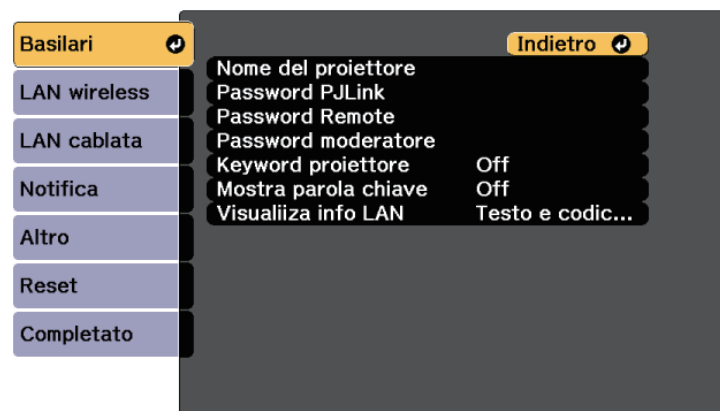 Basilari
LAN wireless
LAN cablata
Notifica
Altro
Reset
Completato
Indietro
Nome del proiettore
Password PJLink
Password Remote
Password moderatore
Keyword proiettore Off
Mostra parola chiave Off
Visualiiza info LAN Testo e codic...